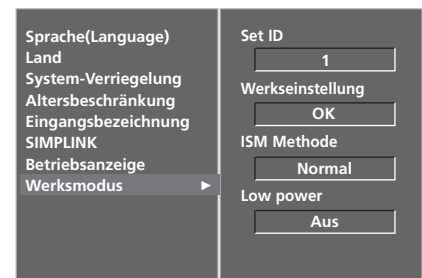 Sprache(Language)
Land
System-Verriegelung
Altersbeschränkung
Eingangsbezeichnung
SIMPLINK
Betriebsanzeige
Werksmodus ►
Set ID
1
Werkseinstellung
OK
ISM Methode
Normal
Low power
Aus